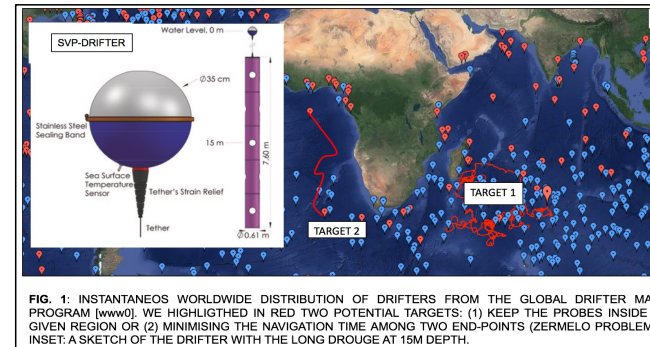 SVP-DRIFTER
Water Level, 0 m
Ø35 cm
Stainless Steel
Sealing Band
15 m
7.60 m
Sea Surface
Temperature
Sensor
Tether's Strain Relief
Tether
Ø0.61 m
TARGET 1
TARGET 2
FIG. 1: INSTANTANEOS WORLDWIDE DISTRIBUTION OF DRIFTERS FROM THE GLOBAL DRIFTER MA
PROGRAM [www0]. WE HIGHLIGTHED IN RED TWO POTENTIAL TARGETS: (1) KEEP THE PROBES INSIDE
GIVEN REGION OR (2) MINIMISING THE NAVIGATION TIME AMONG TWO END-POINTS (ZERMELO PROBLEM
INSET: A SKETCH OF THE DRIFTER WITH THE LONG DROUGE AT 15M DEPTH.